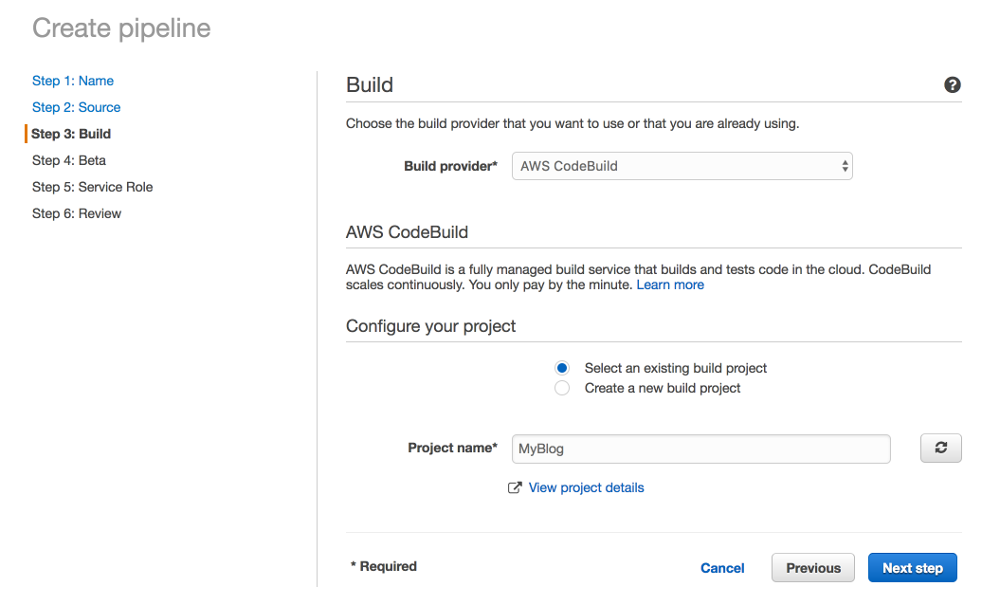 Create pipeline
Step 1: Name
Step 2: Source
Step 3: Build
Step 4: Beta
Step 5: Service Role
Step 6: Review
Build
?
Choose the build provider that you want to use or that you are already using.
Build provider* AWS CodeBuild
AWS CodeBuild
AWS CodeBuild is a fully managed build service that builds and tests code in the cloud. CodeBuild
scales continuously. You only pay by the minute. Learn more
Configure your project
Select an existing build project
Create a new build project
Project name* MyBlog
View project details
* Required Cancel Previous Next step